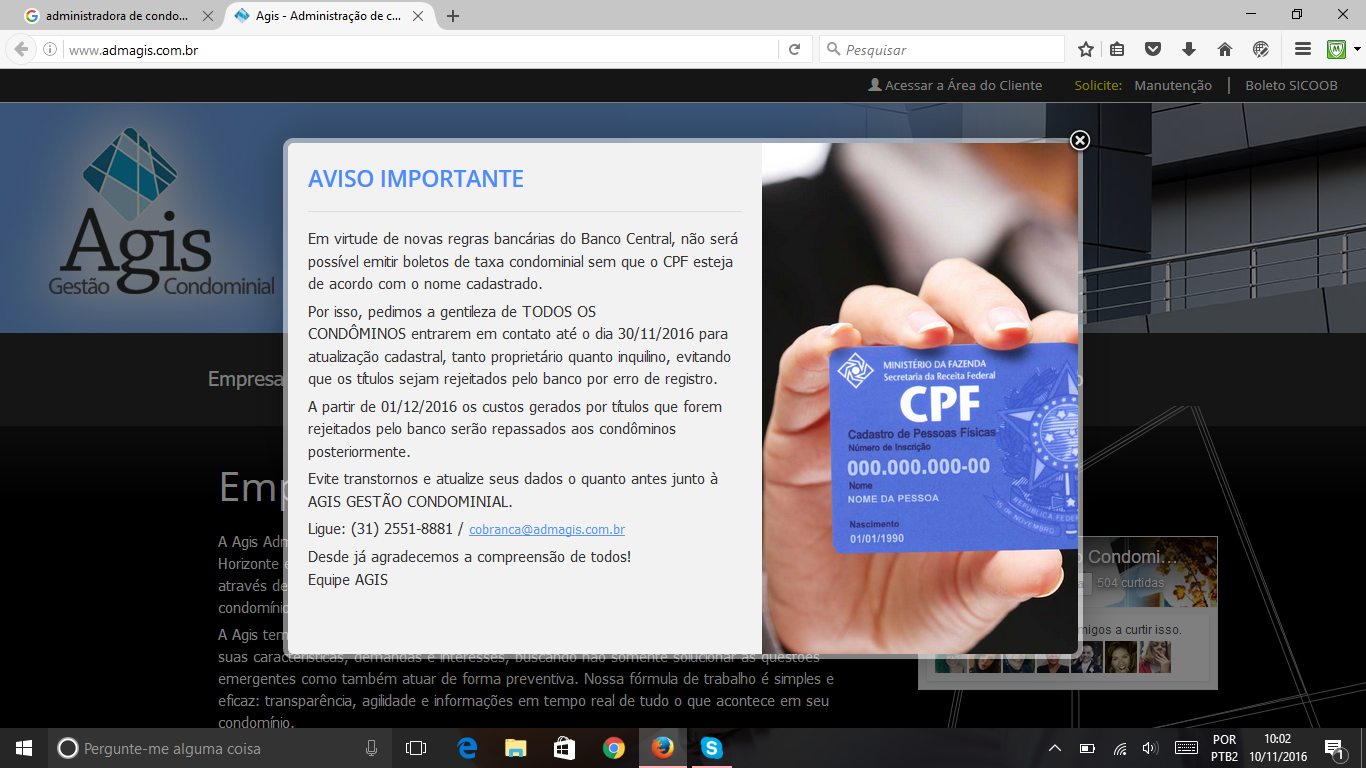 administradora de condo...
Agis - Administração de c...
www.admagis.com.br
Pesquisar
Acessar a Área do Cliente
Solicite:
Manutenção
Boleto SICOOB
Agis
Gestão Condominial
AVISO IMPORTANTE
Em virtude de novas regras bancárias do Banco Central, não será
possível emitir boletos de taxa condominial sem que o CPF esteja
de acordo com o nome cadastrado.
Por isso, pedimos a gentileza de TODOS OS
CONDÔMINOS entrarem em contato até o dia 30/11/2016 para
atualização cadastral, tanto proprietário quanto inquilino, evitando
que os títulos sejam rejeitados pelo banco por erro de registro.
A partir de 01/12/2016 os custos gerados por títulos que forem
rejeitados pelo banco serão repassados aos condôminos
posteriormente.
Evite transtornos e atualize seus dados o quanto antes junto à
AGIS GESTÃO CONDOMINIAL.
Ligue: (31) 2551-8881 / cobranca@admagis.com.br
Desde já agradecemos a compreensão de todos!
Equipe AGIS
MINISTÉRIO DA FAZENDA
Secretaria da Receita Federal
CPF
Cadastro de Pessoas Físicas
Número de Inscrição
000.000.000-00
Nome
NOME DA PESSOA
Nascimento
01/01/1990
REPÚBLICA FEDER
15 de NOVEMBRO
Empresa
Emp
A Agis Adm
Horizonte e
através de
condomínio
A Agis tem
suas características, demandas e interesses, buscando não somente solucionar as questões
emergentes como também atuar de forma preventiva. Nossa fórmula de trabalho é simples e
eficaz: transparência, agilidade e informações em tempo real de tudo o que acontece em seu
condomínio.
o Condomi...
504 curtidas
migos a curtir isso.
Pergunte-me alguma coisa
POR
PTB2
10:02
10/11/2016
1